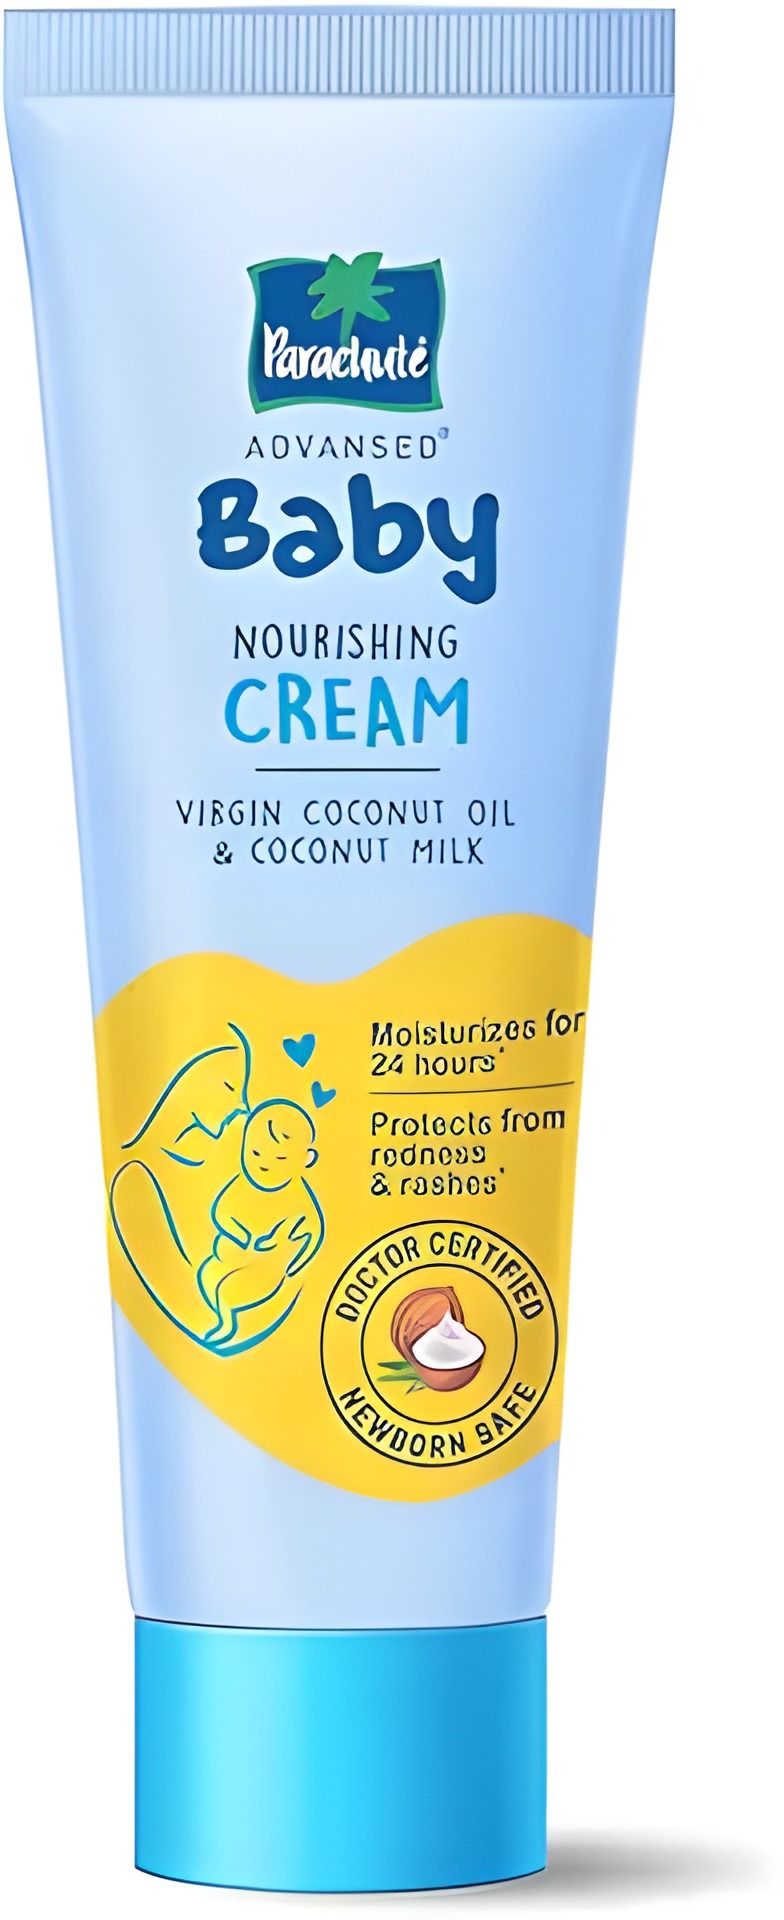 Parachute
ADVANSED®
Baby
NOURISHING
CREAM
VIRGIN COCONUT OIL
& COCONUT MILK
Moisturizes for
24 hours*
Protects from
redness
& rashes*
DOCTOR CERTIFIED
NEWBORN SAFE